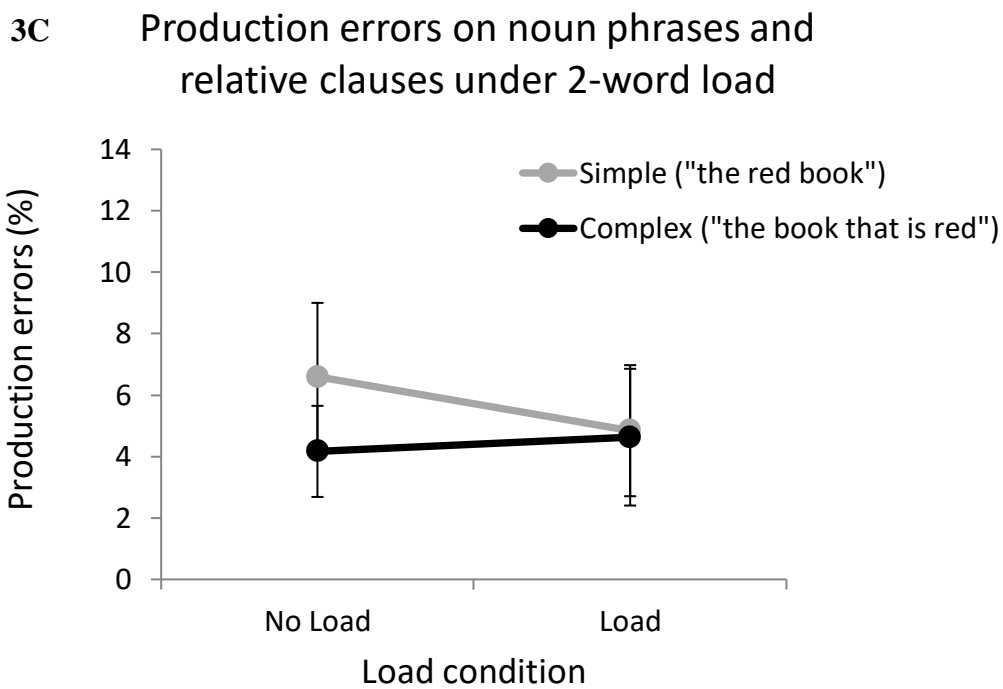 3C
Production errors on noun phrases and
relative clauses under 2-word load
14
12
10
8
6
4
2
0
Production errors (%)
Simple ("the red book")
Complex ("the book that is red")
No Load
Load
Load condition